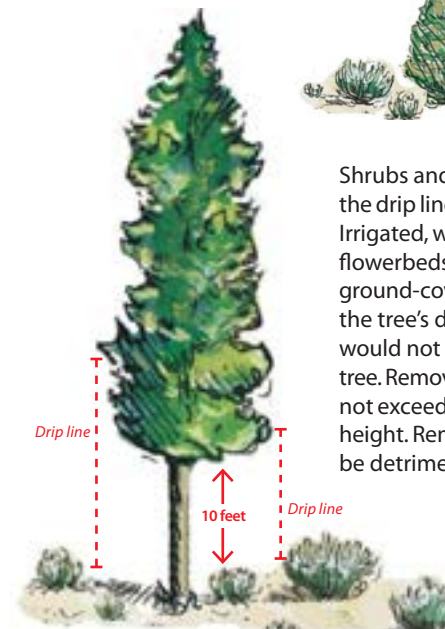 Shrubs and
the drip line
Irrigated, w
flowerbeds
ground-cov
the tree's d
would not
tree. Remov
not exceed
height. Rem
be detrime
Drip line
10 feet
Drip line